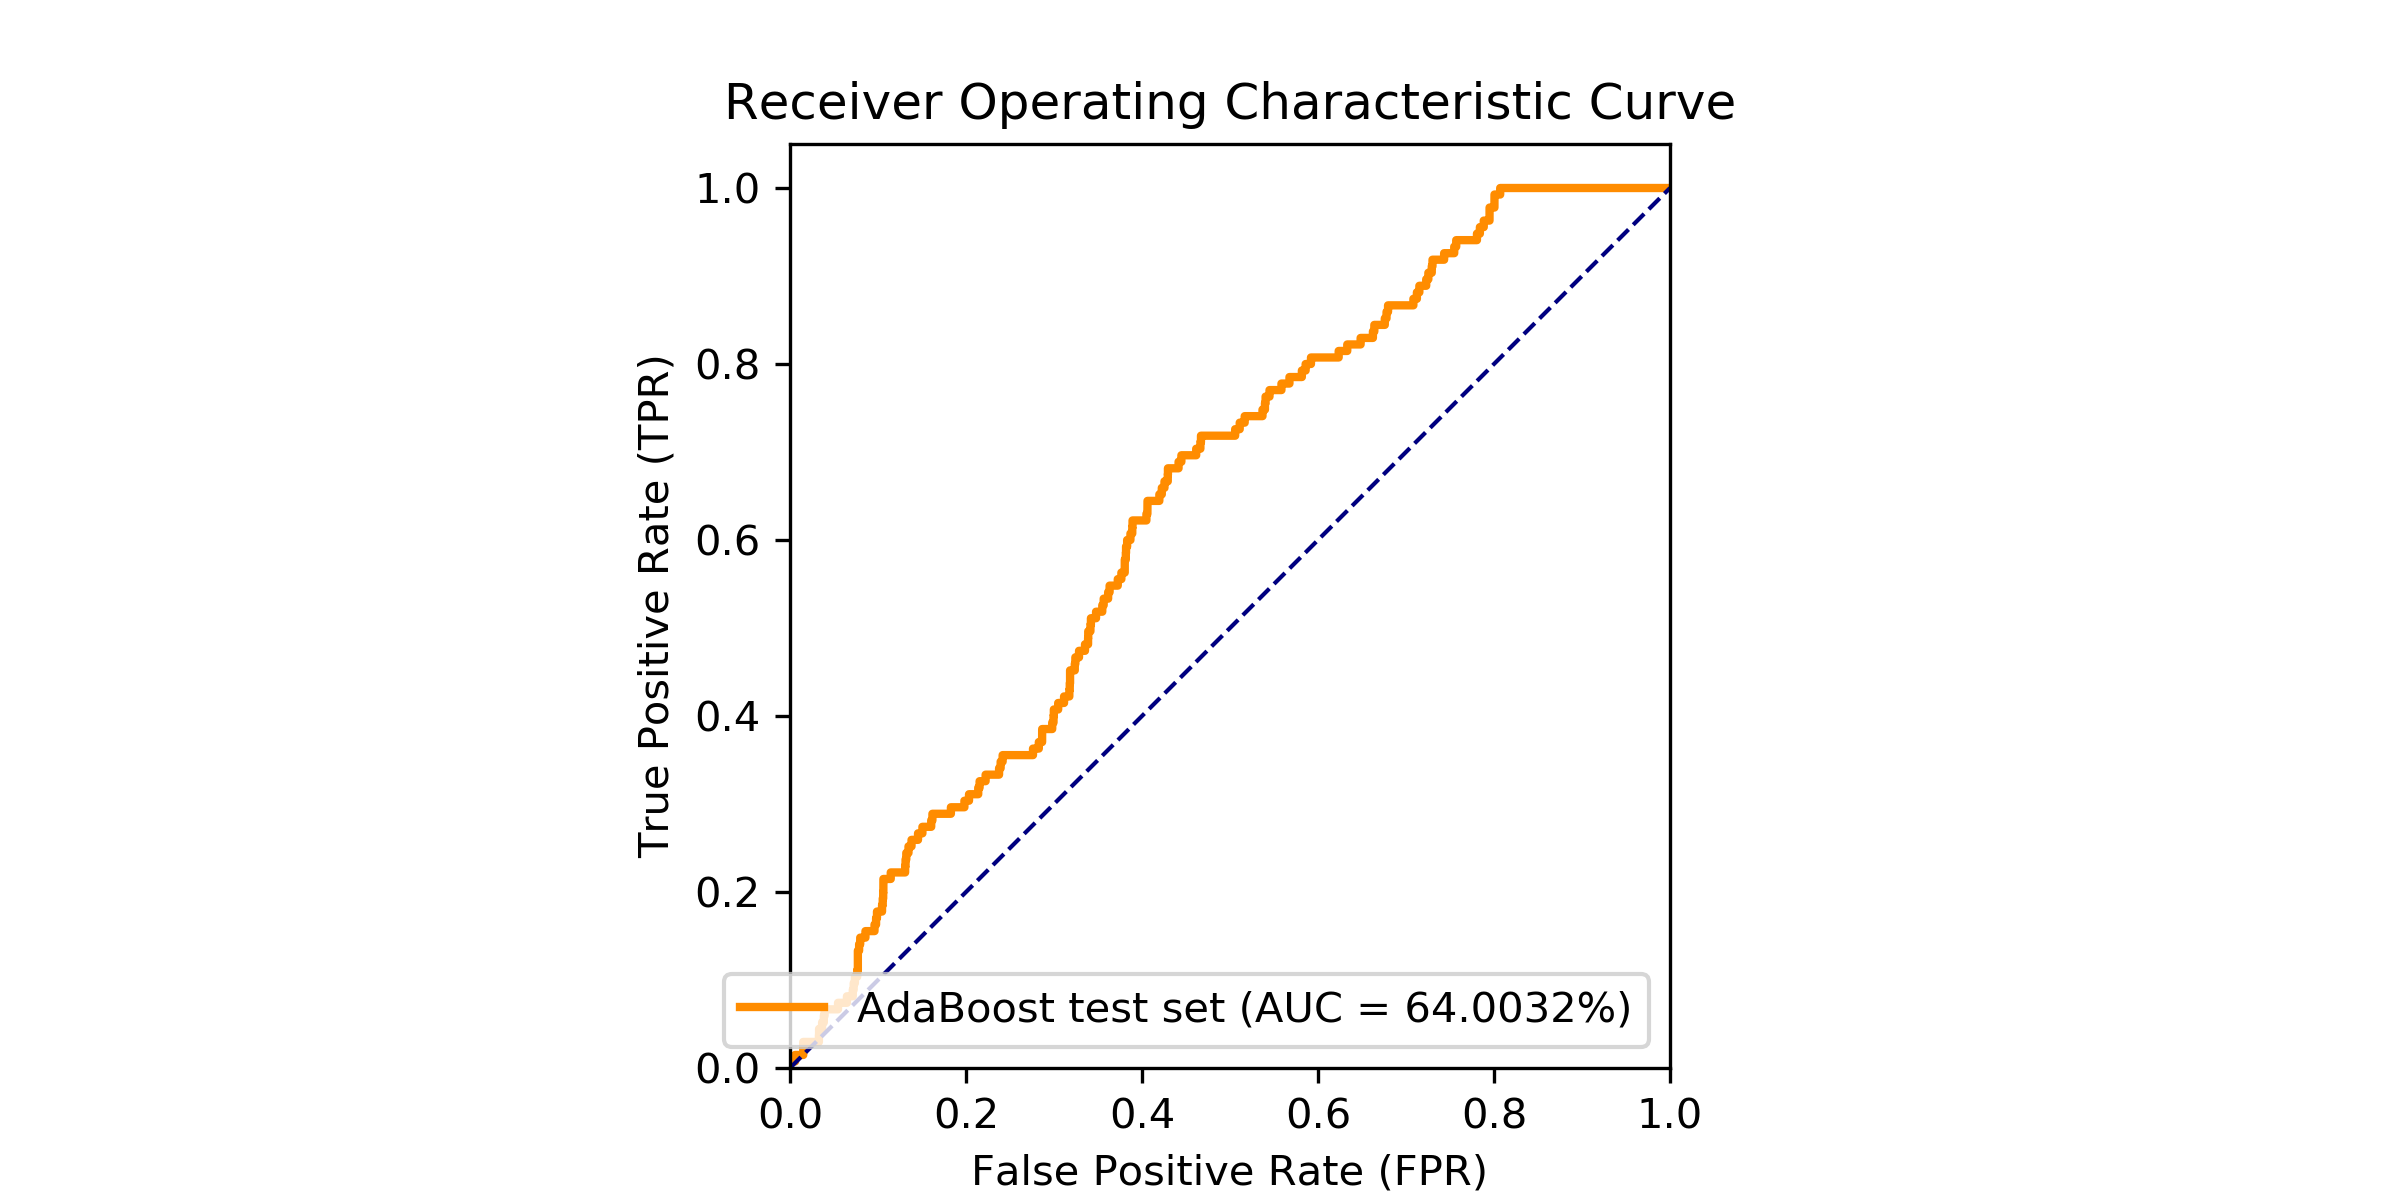 Receiver Operating Characteristic Curve
1.0
0.8
0.6
0.4
0.2
0.0
True Positive Rate (TPR)
AdaBoost test set (AUC = 64.0032%)
0.0 0.2 0.4 0.6 0.8 1.0
False Positive Rate (FPR)